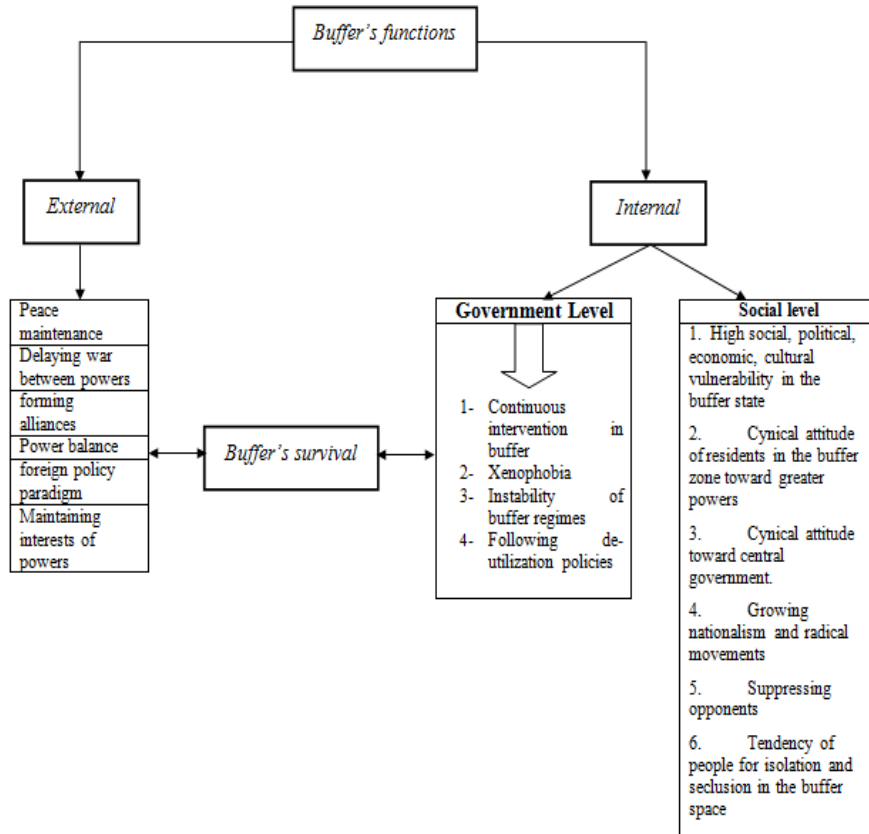 Buffer's functions
External
Internal
Peace
maintenance
Delaying war
between powers
forming
alliances
Power balance
foreign policy
paradigm
Maintaining
interests of
powers
Buffer's survival
Government Level
1- Continuous
intervention in
buffer
2- Xenophobia
3- Instability of
buffer regimes
4- Following de-
utilization policies
Social level
1. High social, political,
economic, cultural
vulnerability in the
buffer state
2. Cynical attitude
of residents in the buffer
zone toward greater
powers
3. Cynical attitude
toward central
government.
4. Growing
nationalism and radical
movements
5. Suppressing
opponents
6. Tendency of
people for isolation and
seclusion in the buffer
space